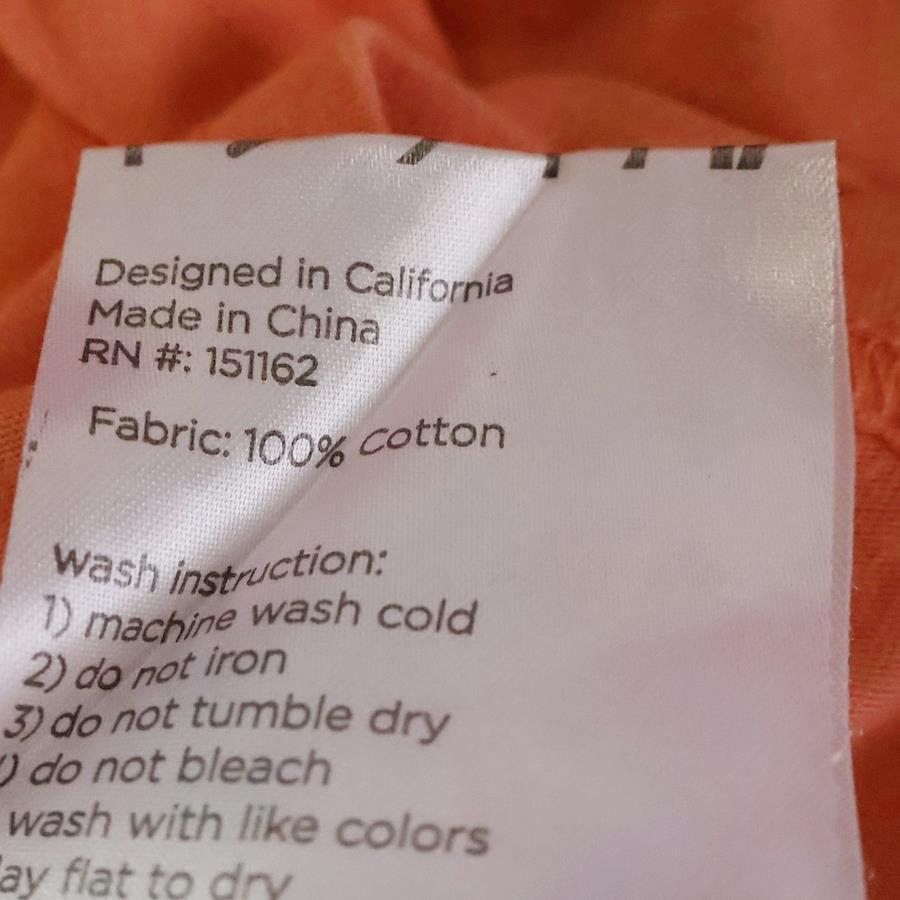 Designed in California
Made in China
RN #: 151162
Fabric: 100% cotton
Wash instruction:
1) machine wash cold
2) do not iron
3) do not tumble dry
) do not bleach
wash with like colors
lay flat to dry